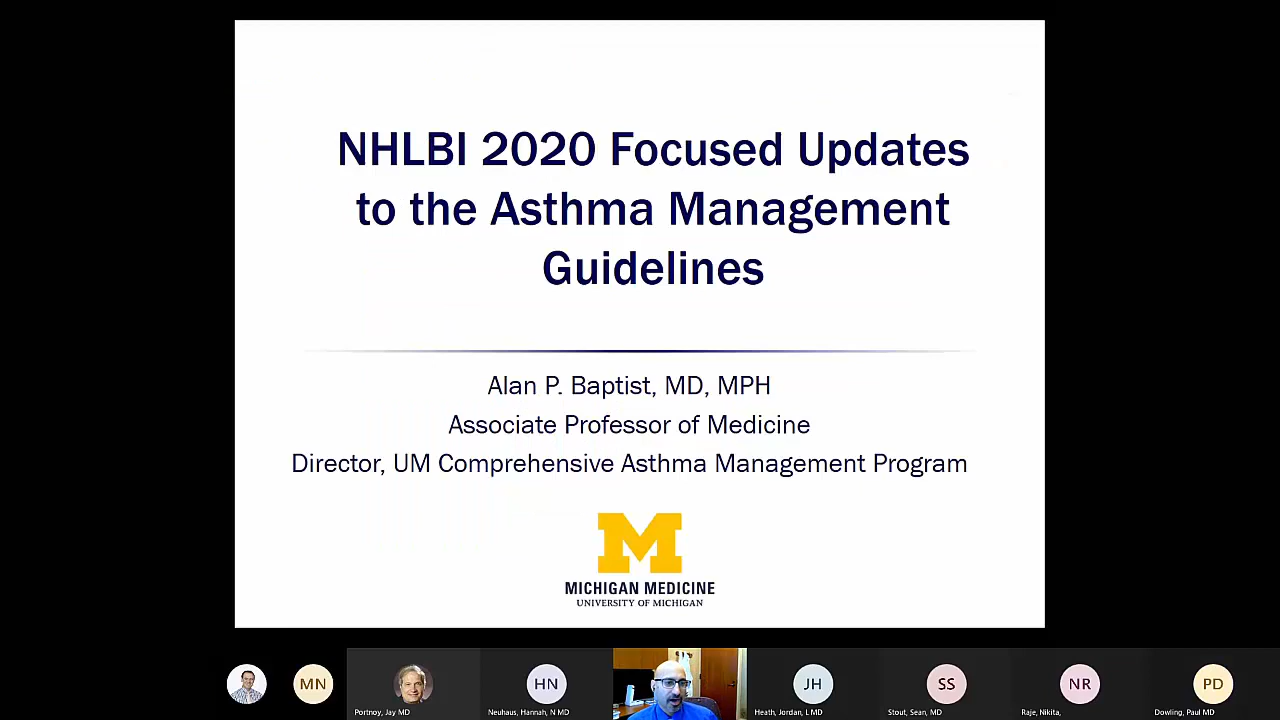 NHLBI 2020 Focused Updates
to the Asthma Management
Guidelines
Alan P. Baptist, MD, MPH
Associate Professor of Medicine
Director, UM Comprehensive Asthma Management Program
M
MICHIGAN MEDICINE
UNIVERSITY OF MICHIGAN
MN
HN
JH
SS
NR
PD
Portnoy, Jay MD
Neuhaus, Hannah, N MD
Heath, Jordan, L MD
Stout, Sean, MD
Raje, Nikita,
Dowling, Paul MD